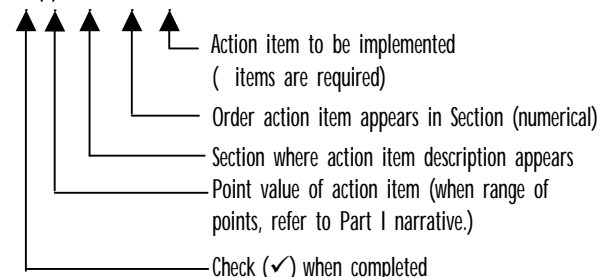 Action item to be implemented
( items are required)
Order action item appears in Section (numerical)
Section where action item description appears
Point value of action item (when range of
points, refer to Part I narrative.)
Check (✓) when completed